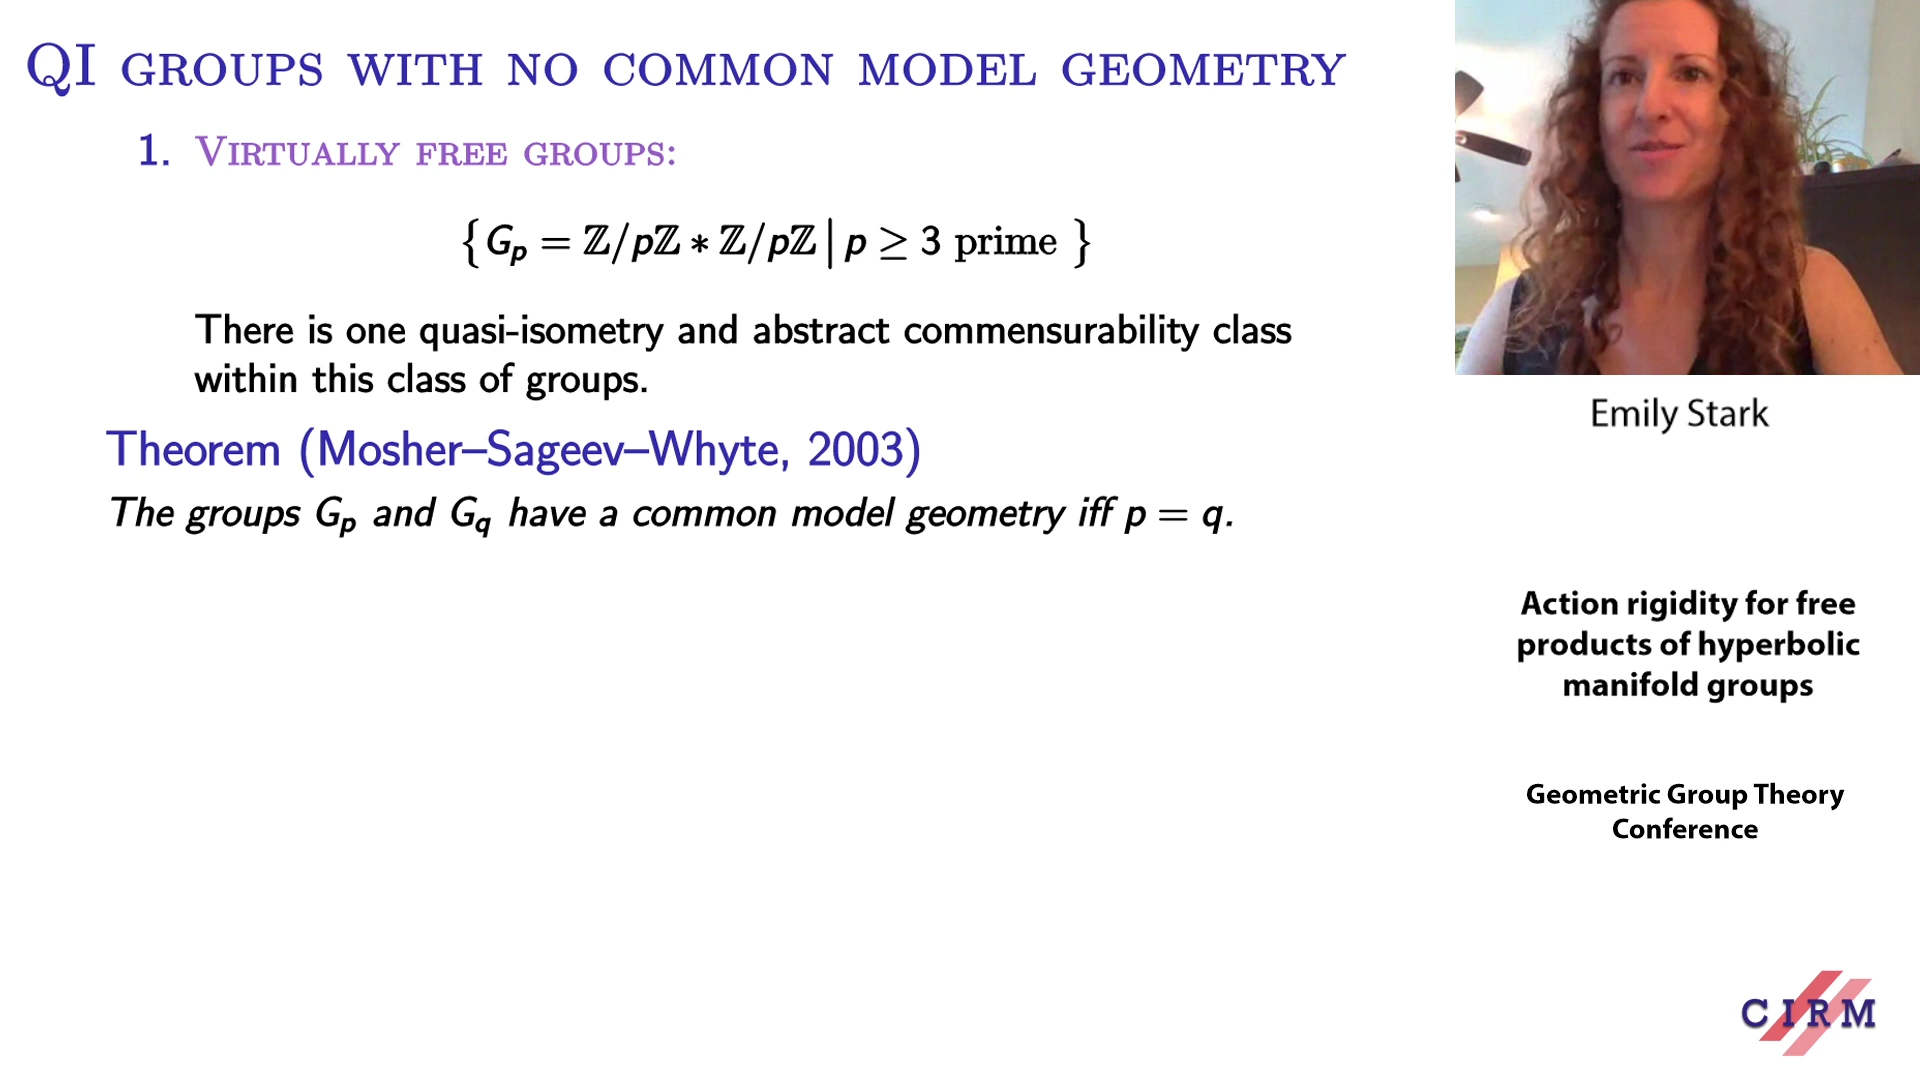 QI GROUPS WITH NO COMMON MODEL GEOMETRY
1. VIRTUALLY FREE GROUPS:
{ G_p = ℤ/pℤ ∗ ℤ/pℤ | p ≥ 3 prime }
There is one quasi-isometry and abstract commensurability class
within this class of groups.
Theorem (Mosher–Sageev–Whyte, 2003)
The groups G_p and G_q have a common model geometry iff p = q.
Emily Stark
Action rigidity for free
products of hyperbolic
manifold groups
Geometric Group Theory
Conference
CIRM